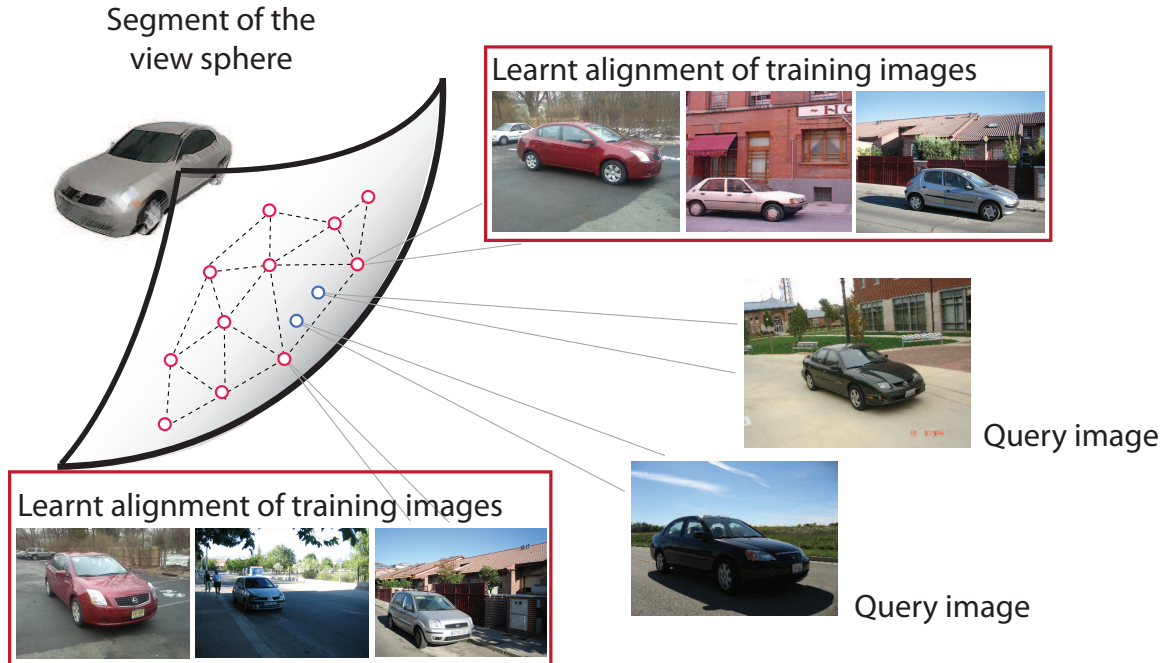 Segment of the
view sphere
Learnt alignment of training images
Query image
Learnt alignment of training images
Query image